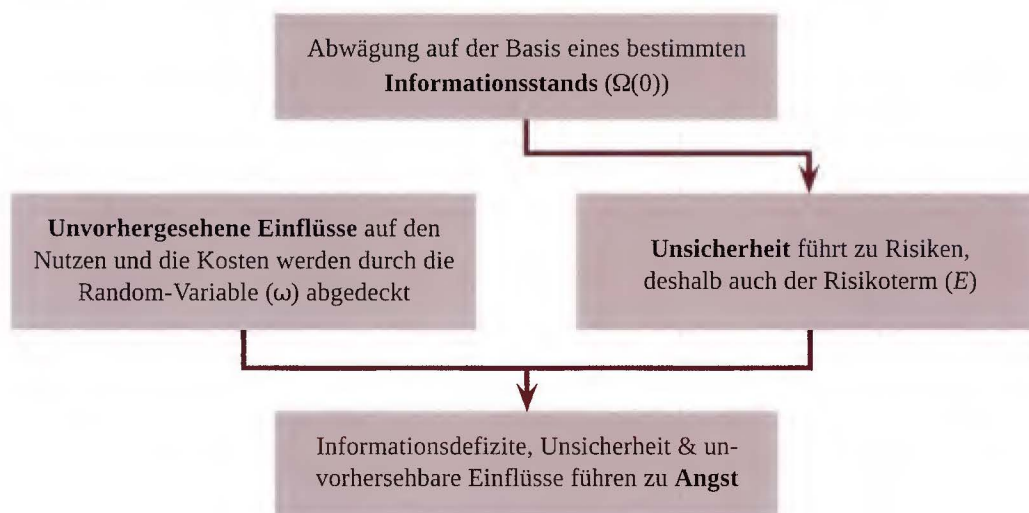 Abwägung auf der Basis eines bestimmten
Informationsstands (Ω(0))
Unvorhergesehene Einflüsse auf den
Nutzen und die Kosten werden durch die
Random-Variable (ω) abgedeckt
Unsicherheit führt zu Risiken,
deshalb auch der Risikoterm (E)
Informationsdefizite, Unsicherheit & un-
vorhersehbare Einflüsse führen zu Angst